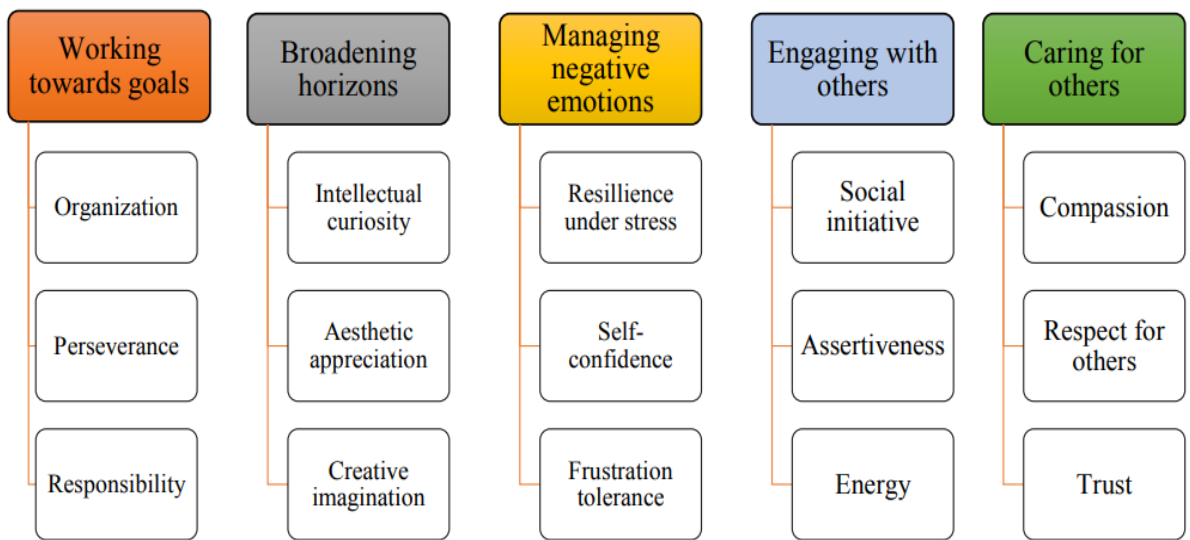 Working
towards goals
Organization
Perseverance
Responsibility
Broadening
horizons
Intellectual
curiosity
Aesthetic
appreciation
Creative
imagination
Managing
negative
emotions
Resillience
under stress
Self-
confidence
Frustration
tolerance
Engaging with
others
Social
initiative
Assertiveness
Energy
Caring for
others
Compassion
Respect for
others
Trust